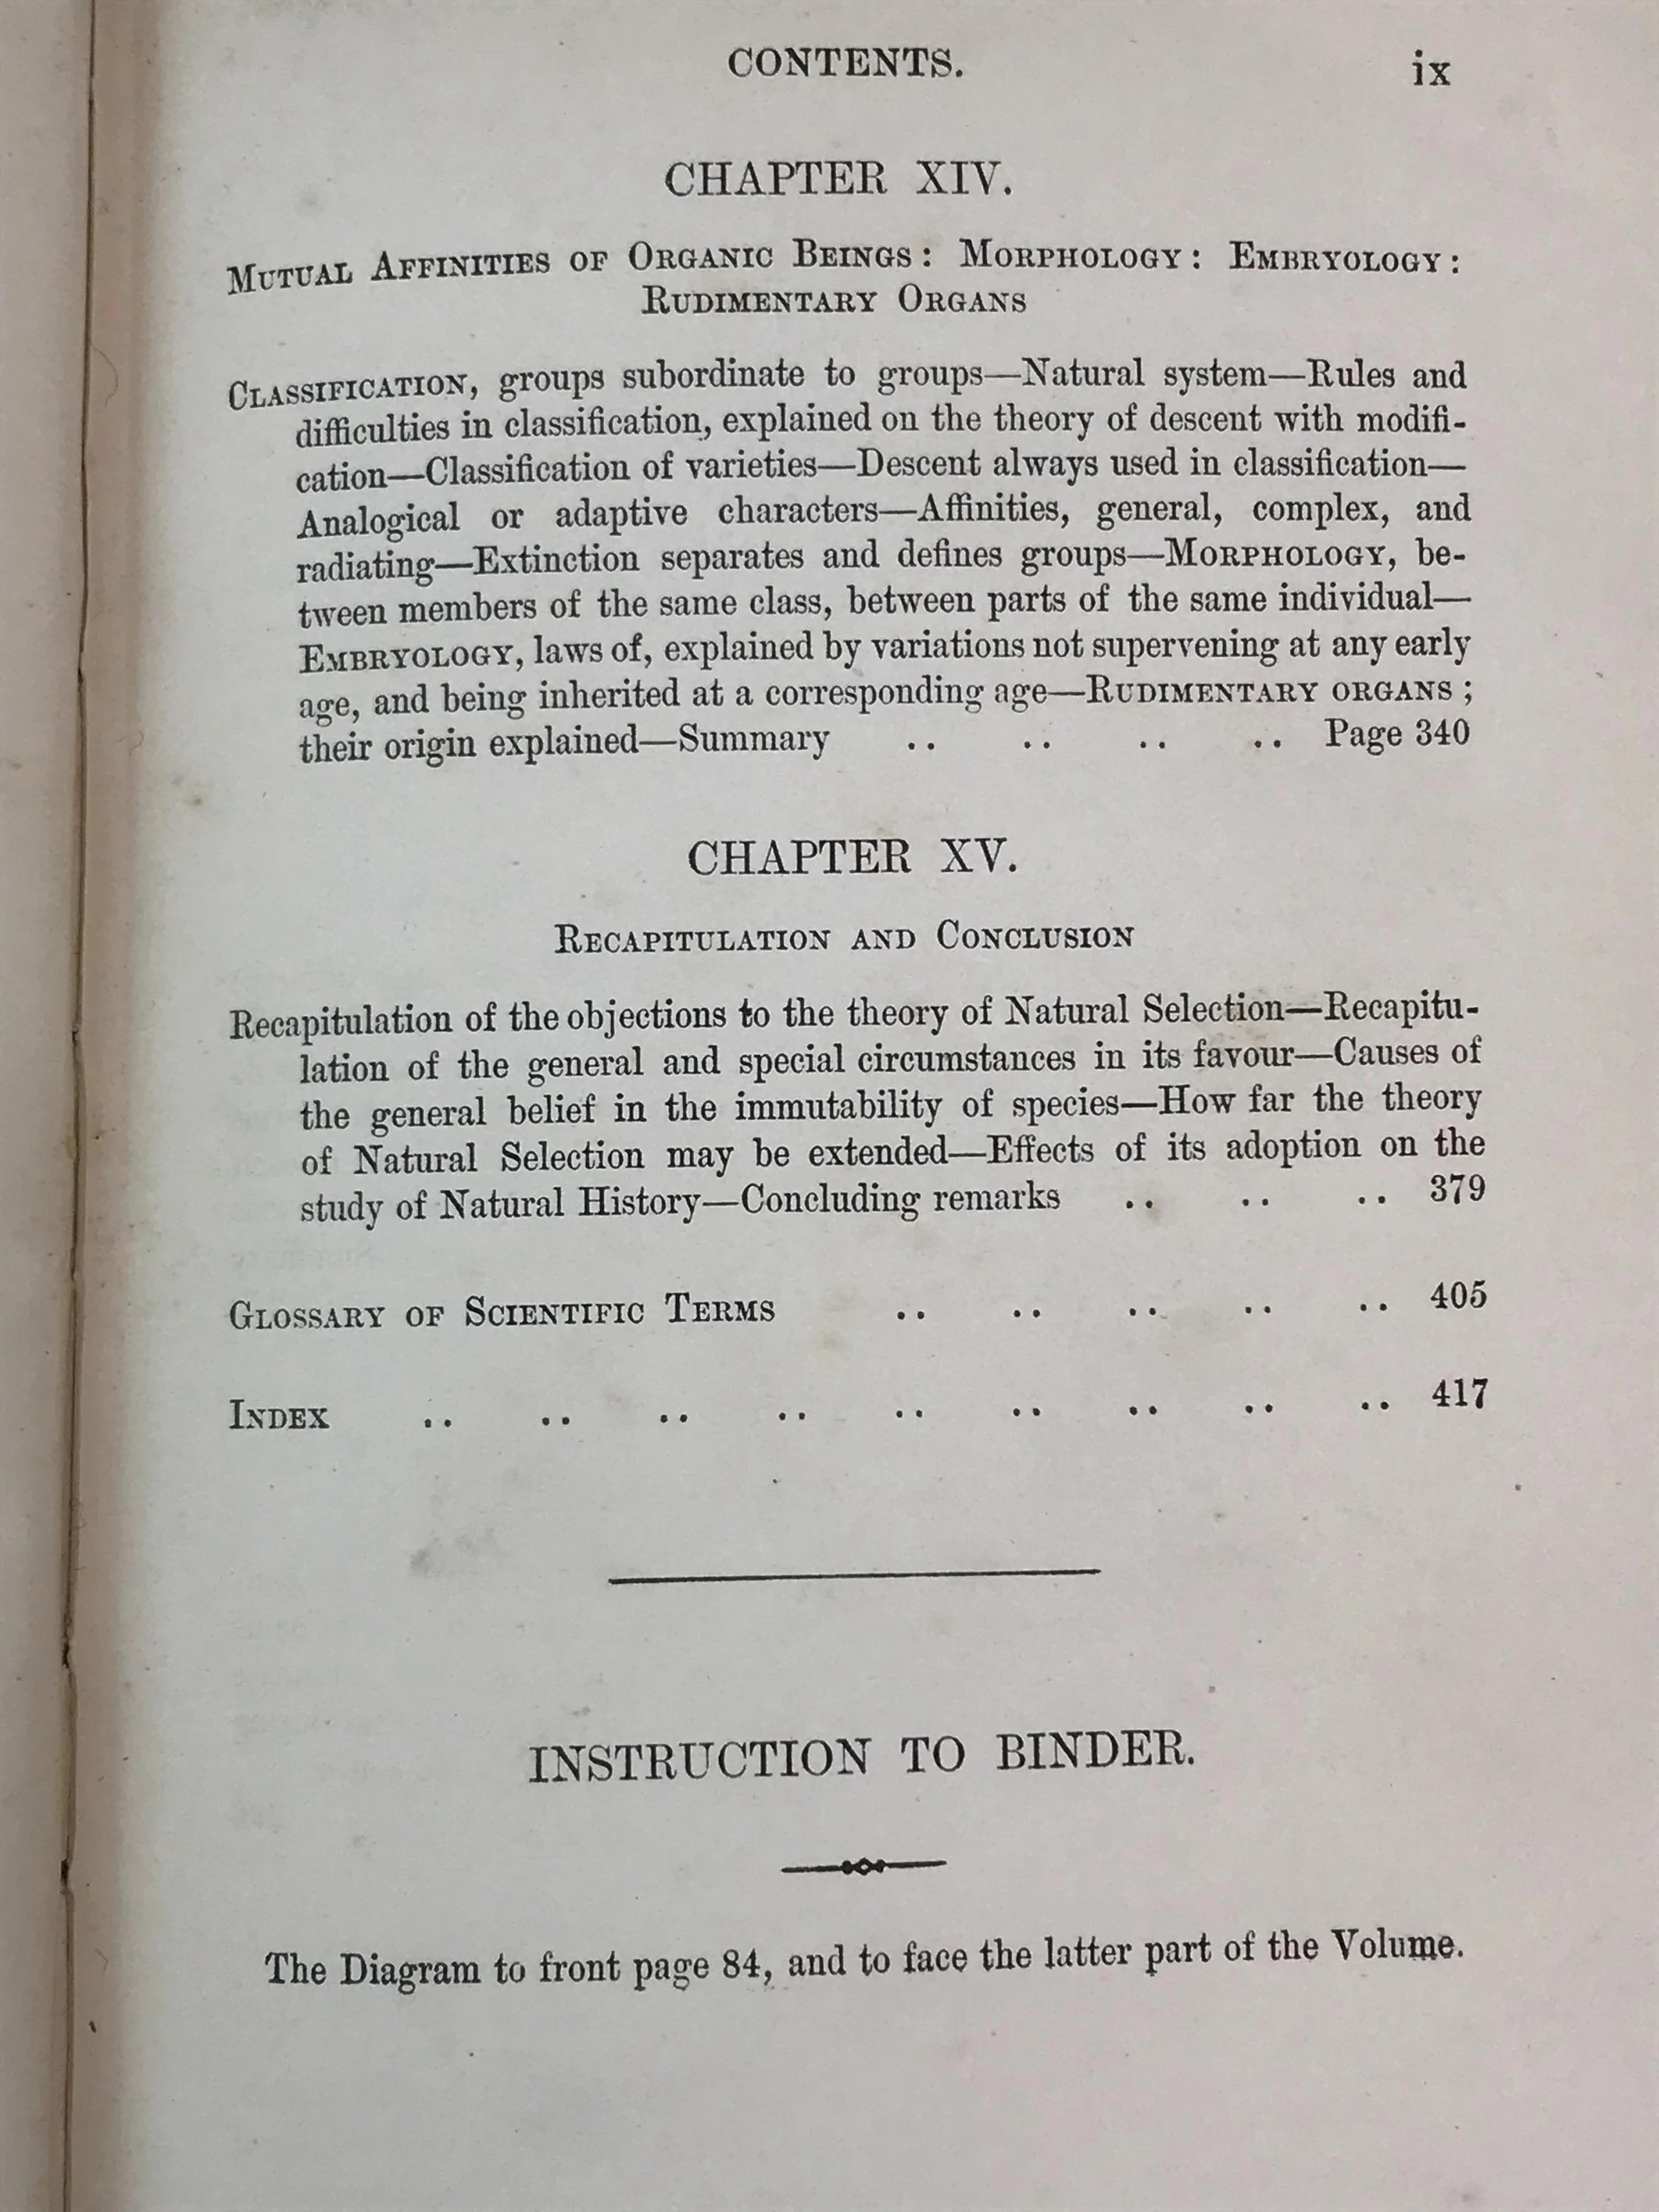 CONTENTS. ix
CHAPTER XIV.
MUTUAL AFFINITIES OF ORGANIC BEINGS: MORPHOLOGY: EMBRYOLOGY:
RUDIMENTARY ORGANS
CLASSIFICATION, groups subordinate to groups—Natural system—Rules and
difficulties in classification, explained on the theory of descent with modifi-
cation—Classification of varieties—Descent always used in classification—
Analogical or adaptive characters—Affinities, general, complex, and
radiating—Extinction separates and defines groups—MORPHOLOGY, be-
tween members of the same class, between parts of the same individual—
EMBRYOLOGY, laws of, explained by variations not supervening at any early
age, and being inherited at a corresponding age—RUDIMENTARY ORGANS;
their origin explained—Summary .. .. .. .. Page 340
CHAPTER XV.
RECAPITULATION AND CONCLUSION
Recapitulation of the objections to the theory of Natural Selection—Recapitu-
lation of the general and special circumstances in its favour—Causes of
the general belief in the immutability of species—How far the theory
of Natural Selection may be extended—Effects of its adoption on the
study of Natural History—Concluding remarks .. .. .. 379
GLOSSARY OF SCIENTIFIC TERMS .. .. .. .. .. 405
INDEX .. .. .. .. .. .. .. .. .. 417
INSTRUCTION TO BINDER.
The Diagram to front page 84, and to face the latter part of the Volume.